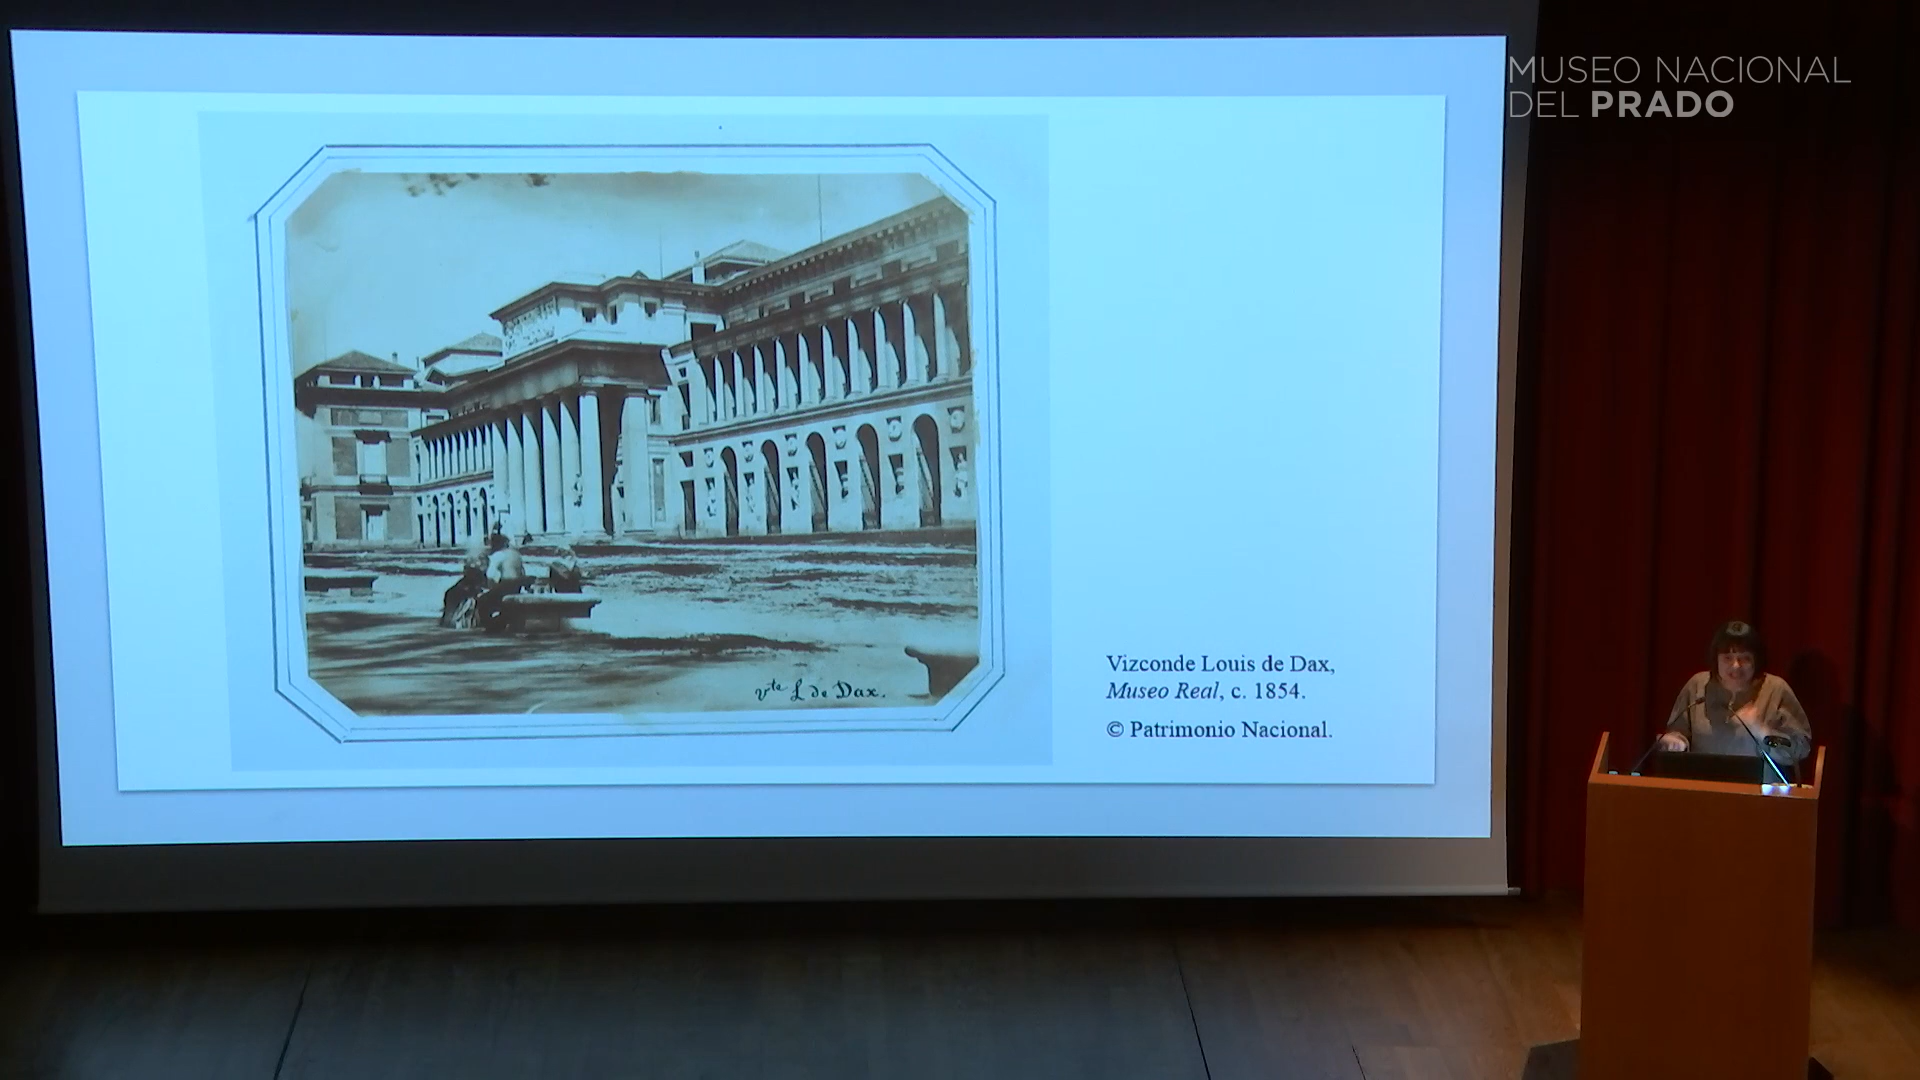 MUSEO NACIONAL
DEL PRADO
vte L de Dax.
Vizconde Louis de Dax,
Museo Real, c. 1854.
© Patrimonio Nacional.